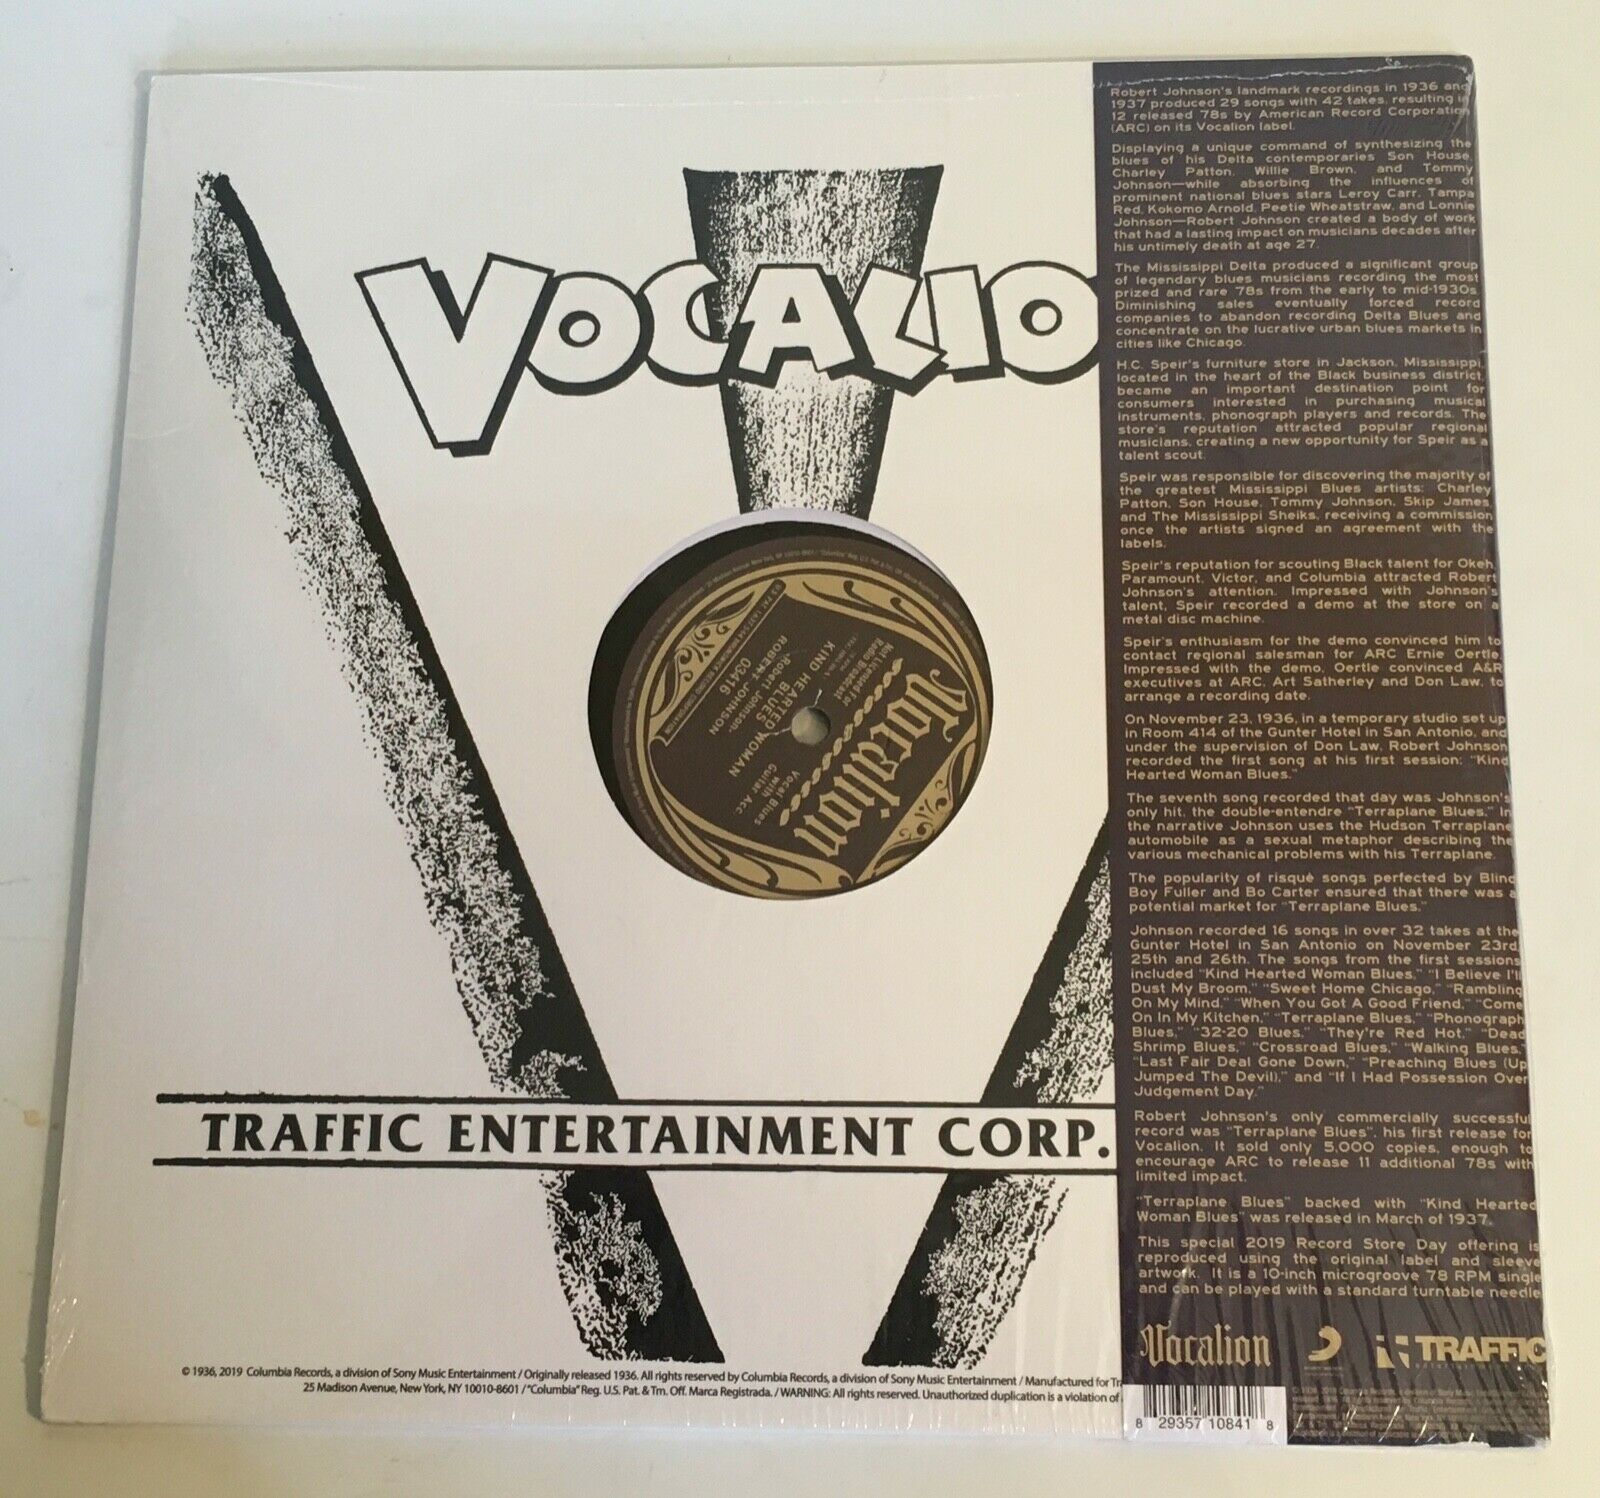 VOCALIO
TRAFFIC ENTERTAINMENT CORP.
© 1936, 2019 Columbia Records, a division of Sony Music Entertainment / Originally released 1936. All rights reserved by Columbia Records, a division of Sony Music Entertainment / Manufactured for Tr
25 Madison Avenue, New York, NY 10010-8601 / "Columbia" Reg. U.S. Pat. & Tm. Off. Marca Registrada. / WARNING: All rights reserved. Unauthorized duplication is a violation of
Vocalion
Not Licensed For
Radio Broadcast
Vocal Blues
with
Guitar Acc
KIND HEARTED WOMAN
BLUES
-Robert Johnson-
ROBERT JOHNSON
03416
Robert Johnson's landmark recordings in 1936 and
1937 produced 29 songs with 42 takes, resulting in
12 released 78s by American Record Corporation
(ARC) on its Vocalion label.
Displaying a unique command of synthesizing the
blues of his Delta contemporaries Son House,
Charley Patton, Willie Brown, and Tommy
Johnson—while absorbing the influences of
prominent national blues stars Leroy Carr, Tampa
Red, Kokomo Arnold, Peetie Wheatstraw, and Lonnie
Johnson—Robert Johnson created a body of work
that had a lasting impact on musicians decades after
his untimely death at age 27.
The Mississippi Delta produced a significant group
of legendary blues musicians recording the most
prized and rare 78s from the early to mid-1930s.
Diminishing sales eventually forced record
companies to abandon recording Delta Blues and
concentrate on the lucrative urban blues markets in
cities like Chicago.
H.C. Speir's furniture store in Jackson, Mississippi,
located in the heart of the Black business district,
became an important destination point for
consumers interested in purchasing musical
instruments, phonograph players and records. The
store's reputation attracted popular regional
musicians, creating a new opportunity for Speir as a
talent scout.
Speir was responsible for discovering the majority of
the greatest Mississippi Blues artists: Charley
Patton, Son House, Tommy Johnson, Skip James
and The Mississippi Sheiks, receiving a commission
once the artists signed an agreement with the
labels.
Speir's reputation for scouting Black talent for Okeh,
Paramount, Victor, and Columbia attracted Robert
Johnson's attention. Impressed with Johnson's
talent, Speir recorded a demo at the store on a
metal disc machine.
Speir's enthusiasm for the demo convinced him to
contact regional salesman for ARC Ernie Oertle.
Impressed with the demo, Oertle convinced A&R
executives at ARC, Art Satherley and Don Law, to
arrange a recording date.
On November 23, 1936, in a temporary studio set up
in Room 414 of the Gunter Hotel in San Antonio, and
under the supervision of Don Law, Robert Johnson
recorded the first song at his first session: "Kind
Hearted Woman Blues."
The seventh song recorded that day was Johnson's
only hit, the double-entendre "Terraplane Blues." In
the narrative Johnson uses the Hudson Terraplane
automobile as a sexual metaphor describing the
various mechanical problems with his Terraplane.
The popularity of risqué songs perfected by Blind
Boy Fuller and Bo Carter ensured that there was a
potential market for "Terraplane Blues."
Johnson recorded 16 songs in over 32 takes at the
Gunter Hotel in San Antonio on November 23rd,
25th and 26th. The songs from the first sessions
included "Kind Hearted Woman Blues," "I Believe I'll
Dust My Broom," "Sweet Home Chicago," "Rambling
On My Mind," "When You Got A Good Friend," "Come
On In My Kitchen," "Terraplane Blues," "Phonograph
Blues," "32-20 Blues," "They're Red Hot," "Dead
Shrimp Blues," "Crossroad Blues," "Walking Blues,"
"Last Fair Deal Gone Down," "Preaching Blues (Up
Jumped The Devil)," and "If I Had Possession Over
Judgement Day."
Robert Johnson's only commercially successful
record was "Terraplane Blues", his first release for
Vocalion. It sold only 5,000 copies, enough to
encourage ARC to release 11 additional 78s with
limited impact.
"Terraplane Blues" backed with "Kind Hearted
Woman Blues" was released in March of 1937.
This special 2019 Record Store Day offering is
reproduced using the original label and sleeve
artwork. It is a 10-inch microgroove 78 RPM single
and can be played with a standard turntable needle.
Vocalion
TRAFFIC
8 29357 10841 8